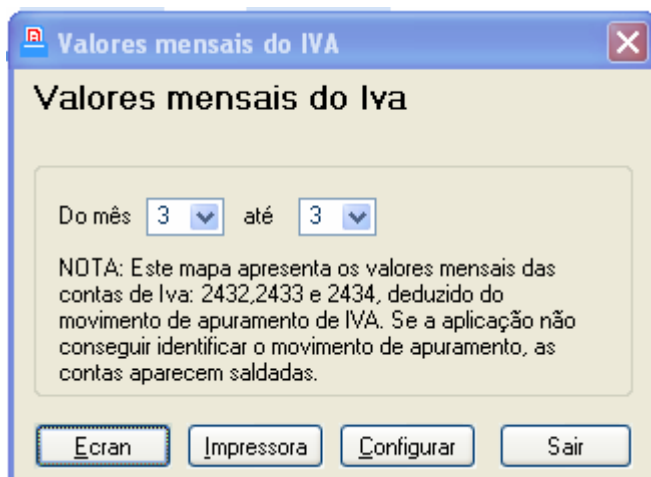 Valores mensais do IVA
Valores mensais do Iva
Do mês 3 até 3
NOTA: Este mapa apresenta os valores mensais das
contas de Iva: 2432,2433 e 2434, deduzido do
movimento de apuramento de IVA. Se a aplicação não
conseguir identificar o movimento de apuramento, as
contas aparecem saldadas.
Ecran Impressora Configurar Sair